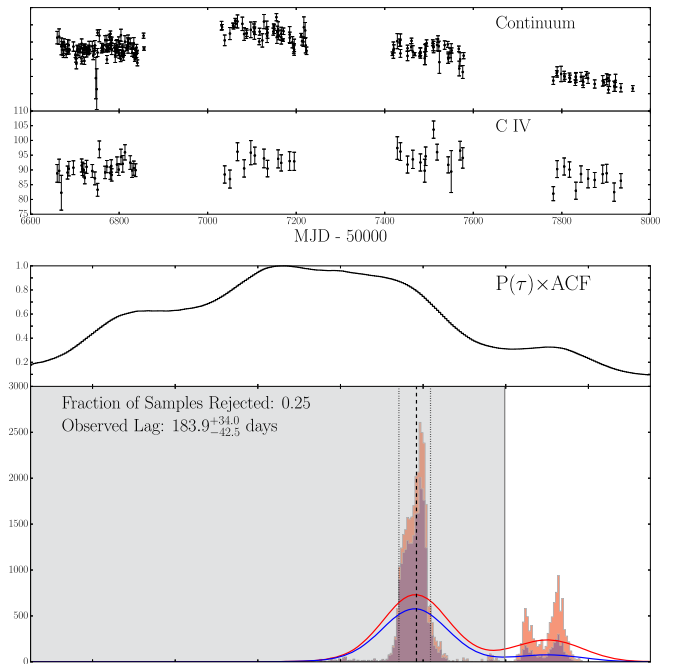 Continuum
110
C IV
105
100
95
90
85
80
75
6600 6800 7000 7200 7400 7600 7800 8000
MJD - 50000
P(τ)×ACF
1.0
0.8
0.6
0.4
0.2
3000
Fraction of Samples Rejected: 0.25
Observed Lag: 183.9+34.0−42.5 days
2500
2000
1500
1000
500
0